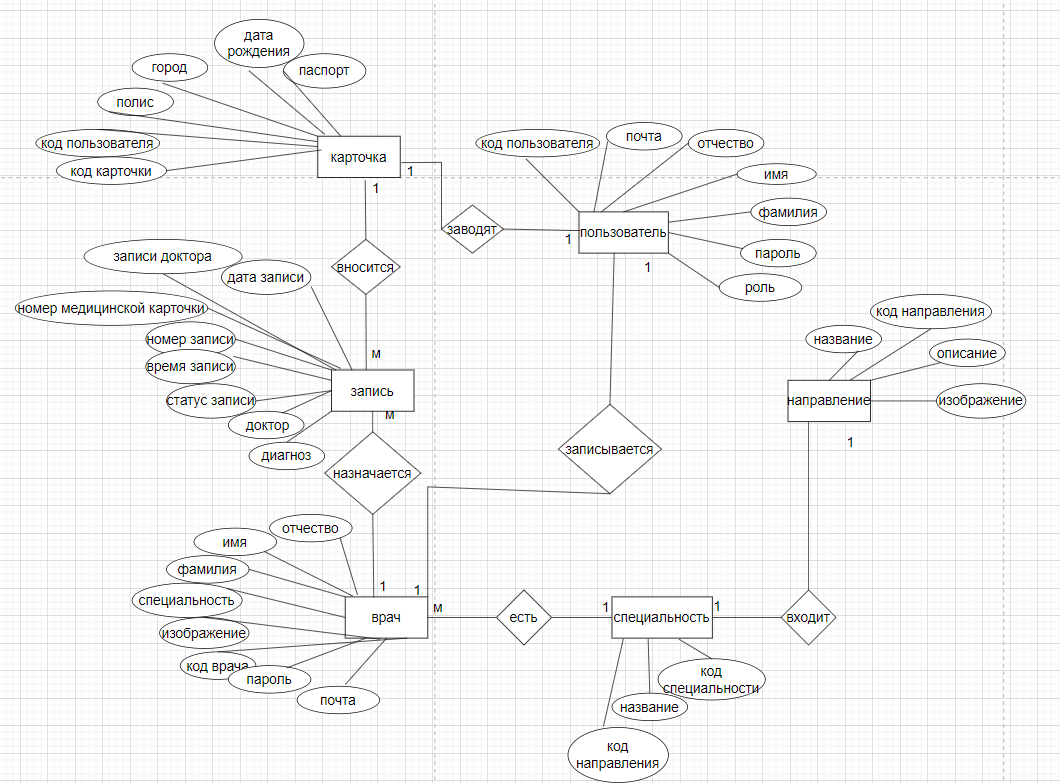 дата
рождения
город
паспорт
полис
код пользователя
код карточки
карточка
1
1
заводят
вносится
м
код пользователя
почта
отчество
имя
фамилия
пароль
роль
пользователь
1
1
записи доктора
дата записи
номер медицинской карточки
номер записи
время записи
статус записи
доктор
диагноз
запись
м
назначается
записывается
название
код направления
описание
изображение
направление
1
отчество
имя
фамилия
специальность
изображение
код врача
пароль
почта
врач
1
1
м
есть
1
специальность
1
входит
код
специальности
название
код
направления